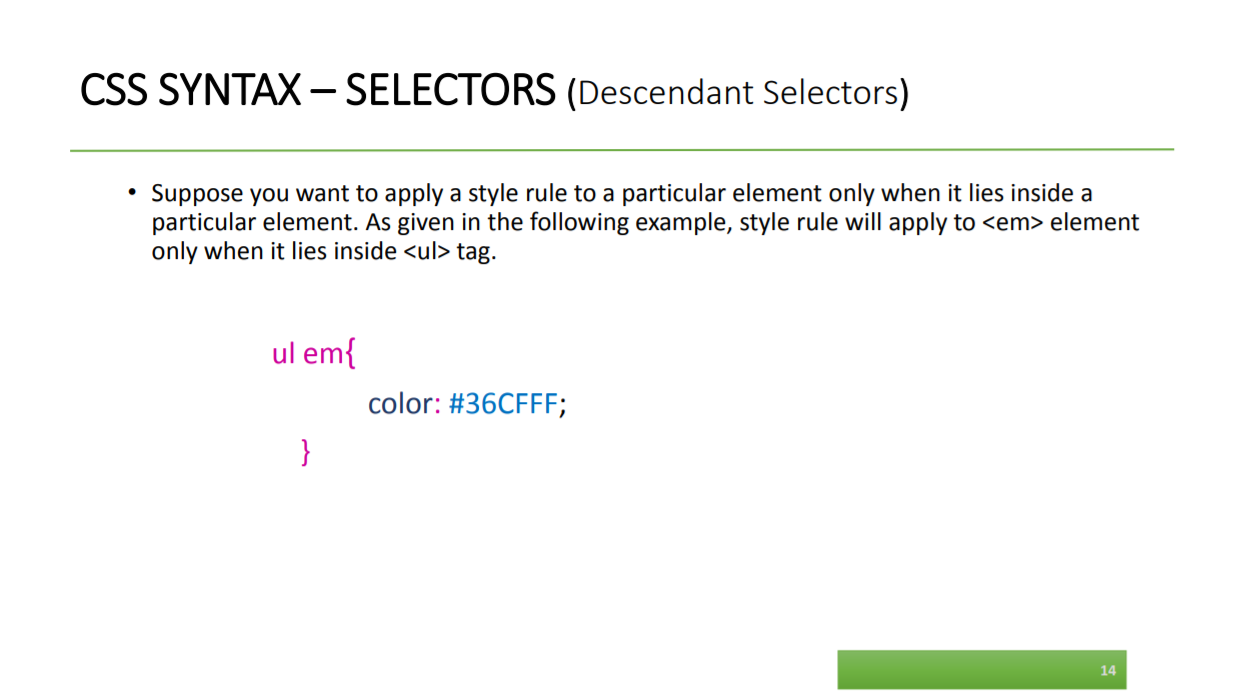 CSS SYNTAX – SELECTORS (Descendant Selectors)
• Suppose you want to apply a style rule to a particular element only when it lies inside a
particular element. As given in the following example, style rule will apply to <em> element
only when it lies inside <ul> tag.
ul em{
color: #36CFFF;
}
14